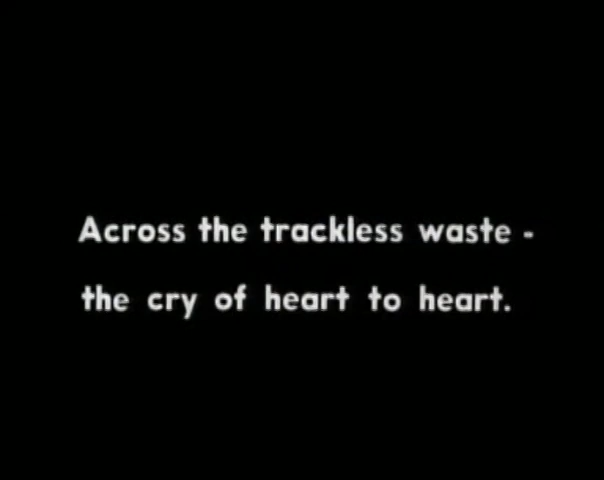 Across the trackless waste -
the cry of heart to heart.